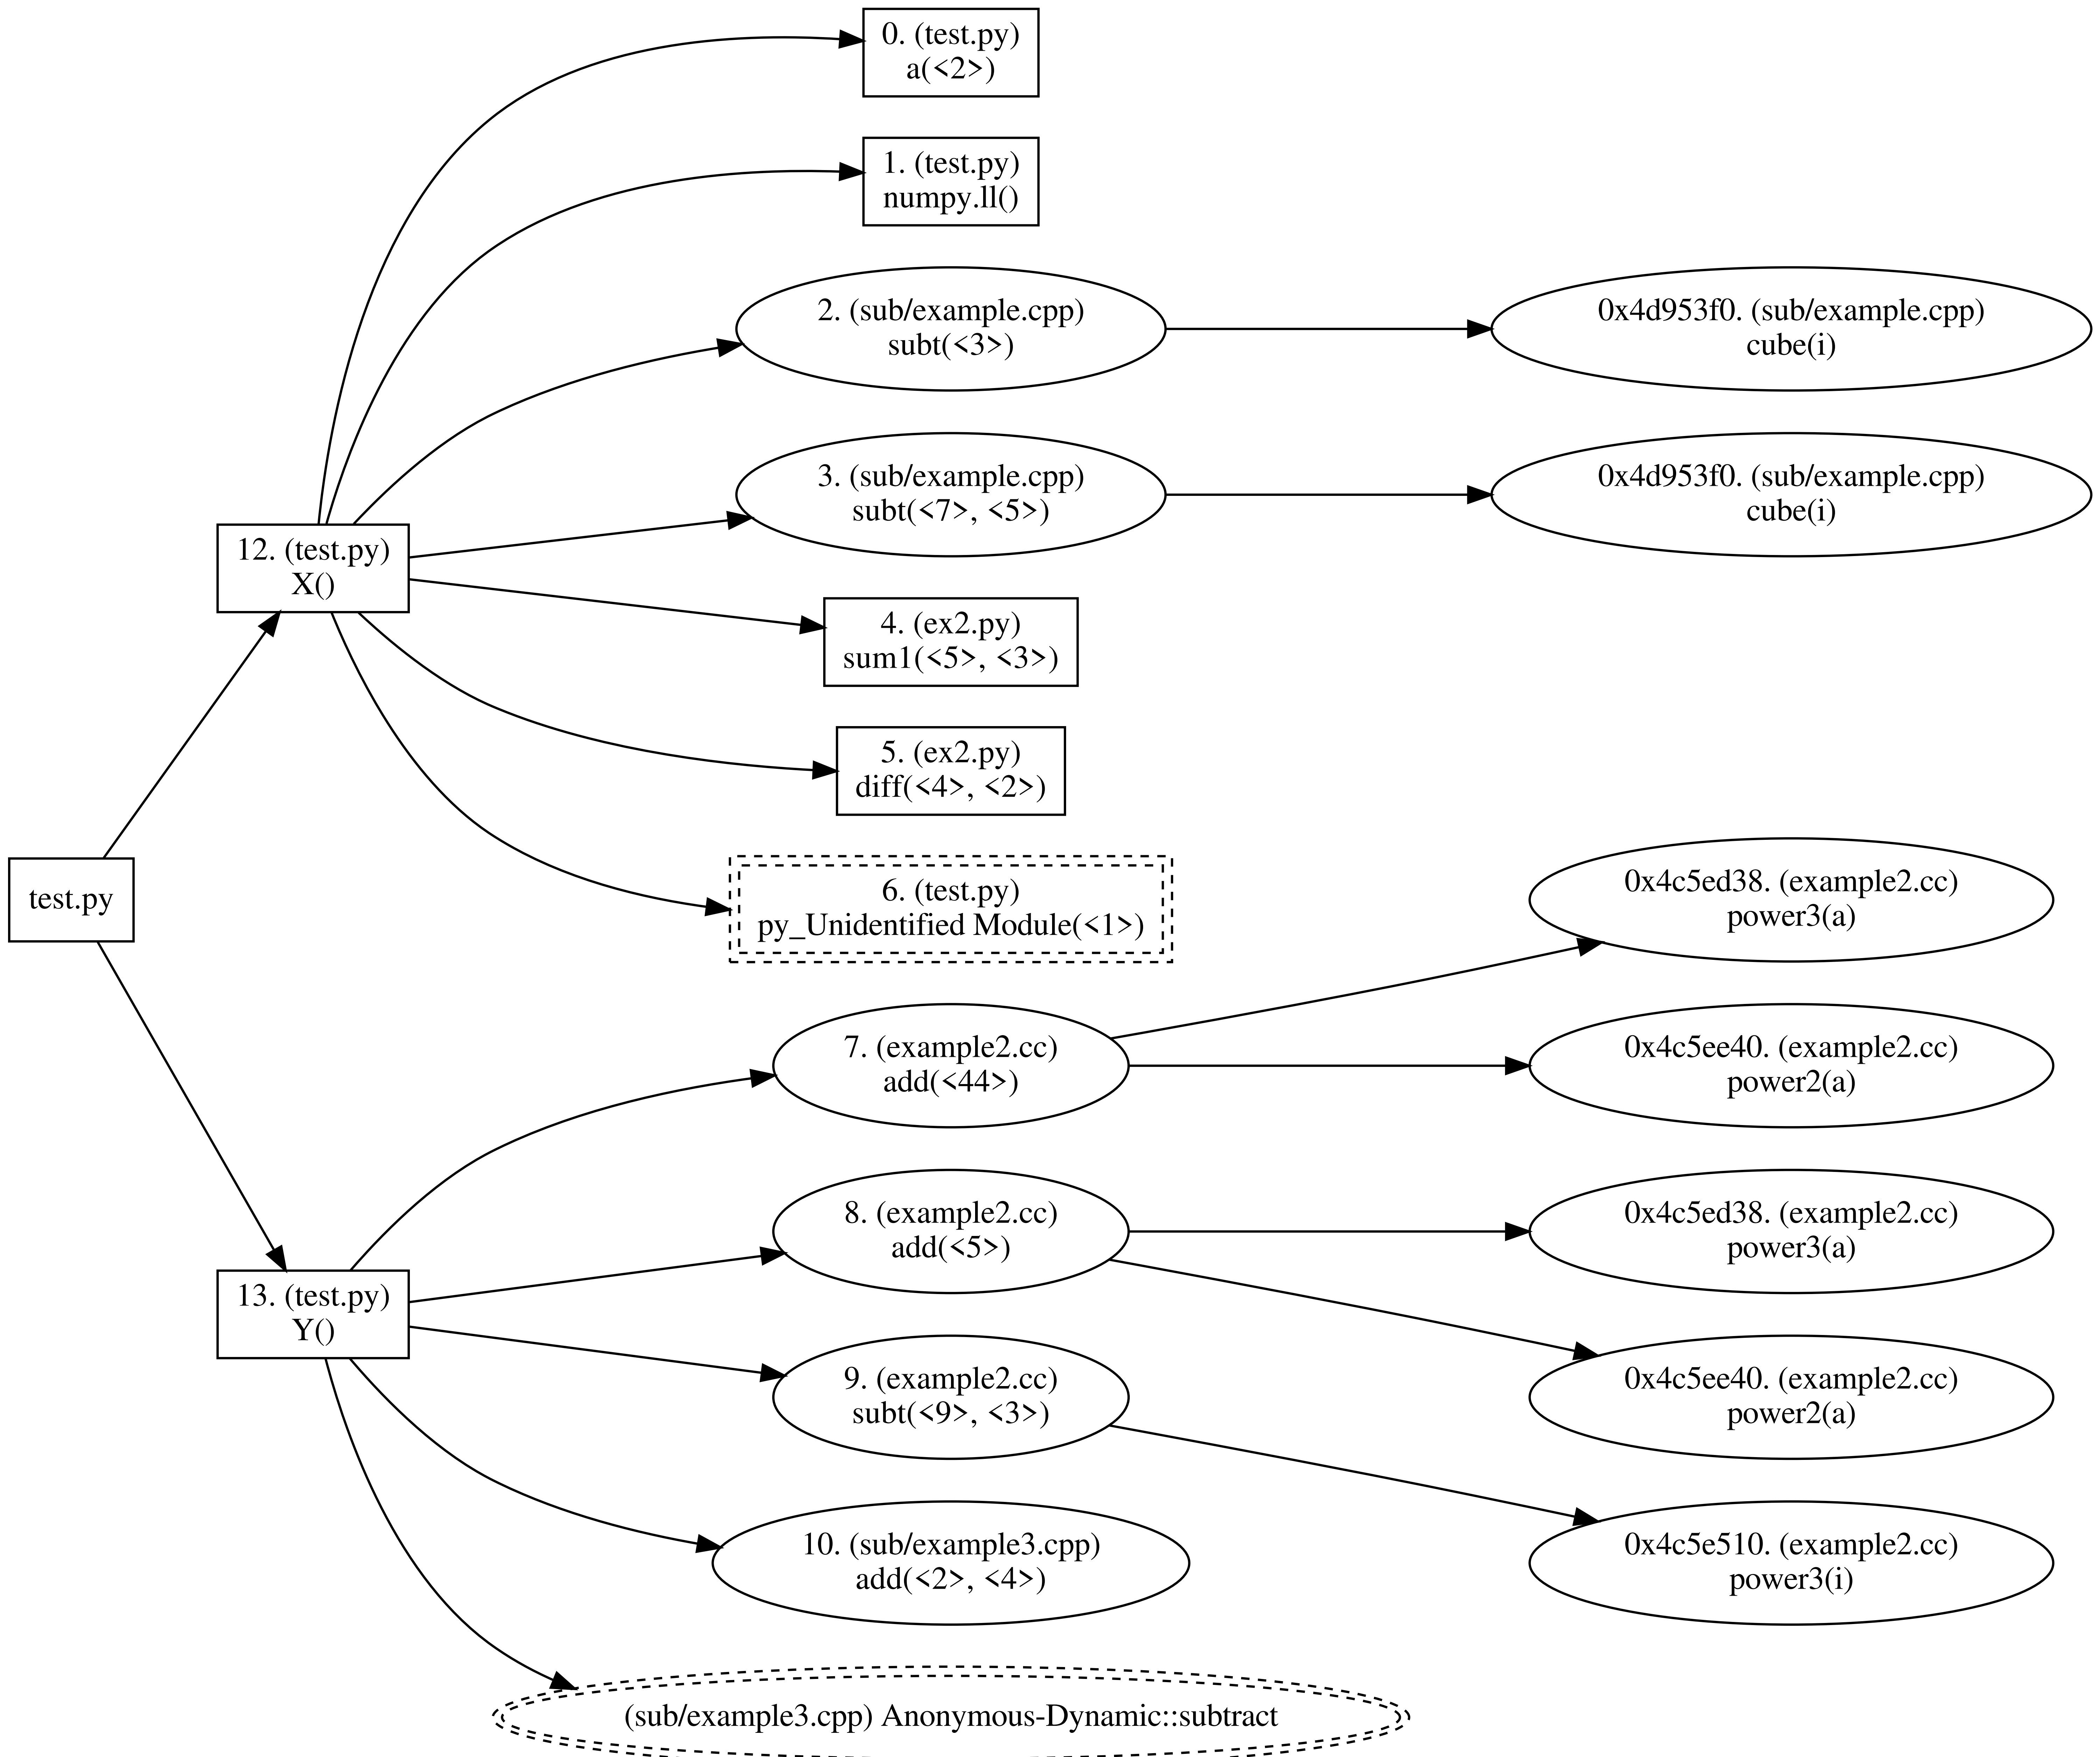 0. (test.py)
a(<2>)
1. (test.py)
numpy.ll()
2. (sub/example.cpp)
subt(<3>)
0x4d953f0. (sub/example.cpp)
cube(i)
3. (sub/example.cpp)
subt(<7>, <5>)
0x4d953f0. (sub/example.cpp)
cube(i)
12. (test.py)
X()
4. (ex2.py)
sum1(<5>, <3>)
5. (ex2.py)
diff(<4>, <2>)
test.py
6. (test.py)
py_Unidentified Module(<1>)
0x4c5ed38. (example2.cc)
power3(a)
7. (example2.cc)
add(<44>)
0x4c5ee40. (example2.cc)
power2(a)
8. (example2.cc)
add(<5>)
0x4c5ed38. (example2.cc)
power3(a)
13. (test.py)
Y()
9. (example2.cc)
subt(<9>, <3>)
0x4c5ee40. (example2.cc)
power2(a)
10. (sub/example3.cpp)
add(<2>, <4>)
0x4c5e510. (example2.cc)
power3(i)
(sub/example3.cpp) Anonymous-Dynamic::subtract